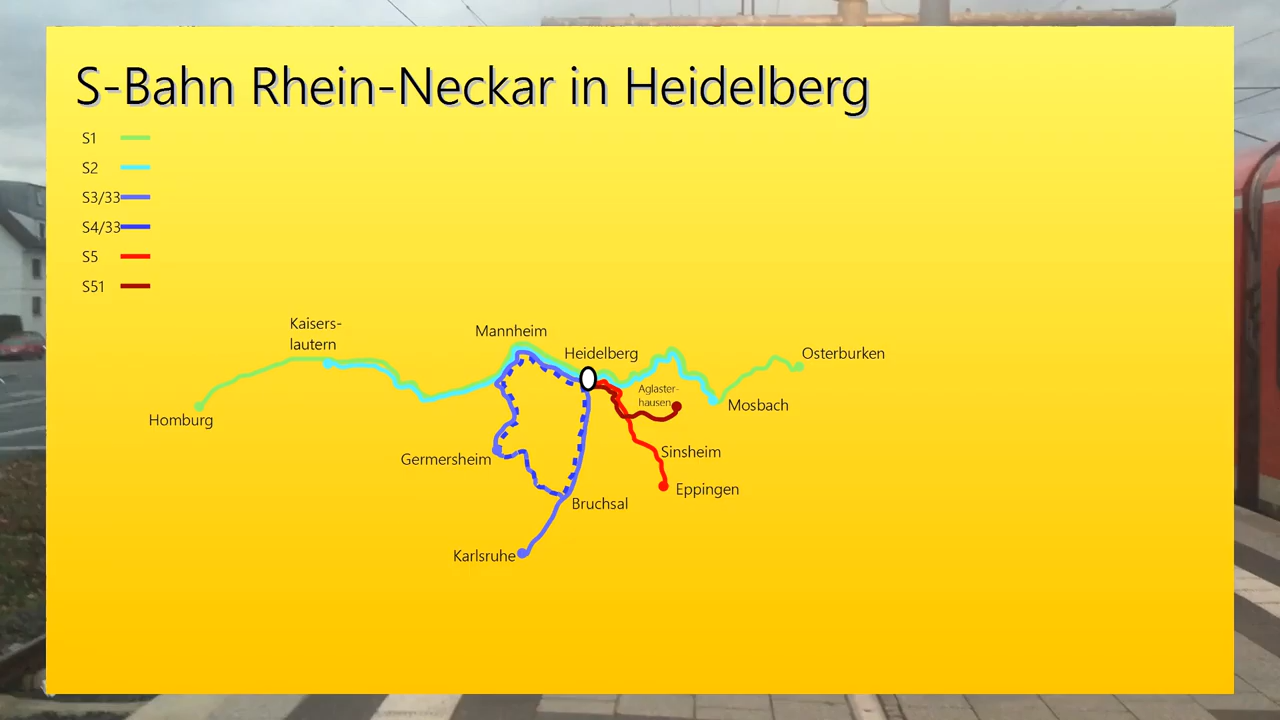 S-Bahn Rhein-Neckar in Heidelberg
S1
S2
S3/33
S4/33
S5
S51
Kaisers-
lautern
Mannheim
Heidelberg
Osterburken
Aglaster-
hausen
Mosbach
Homburg
Sinsheim
Germersheim
Eppingen
Bruchsal
Karlsruhe